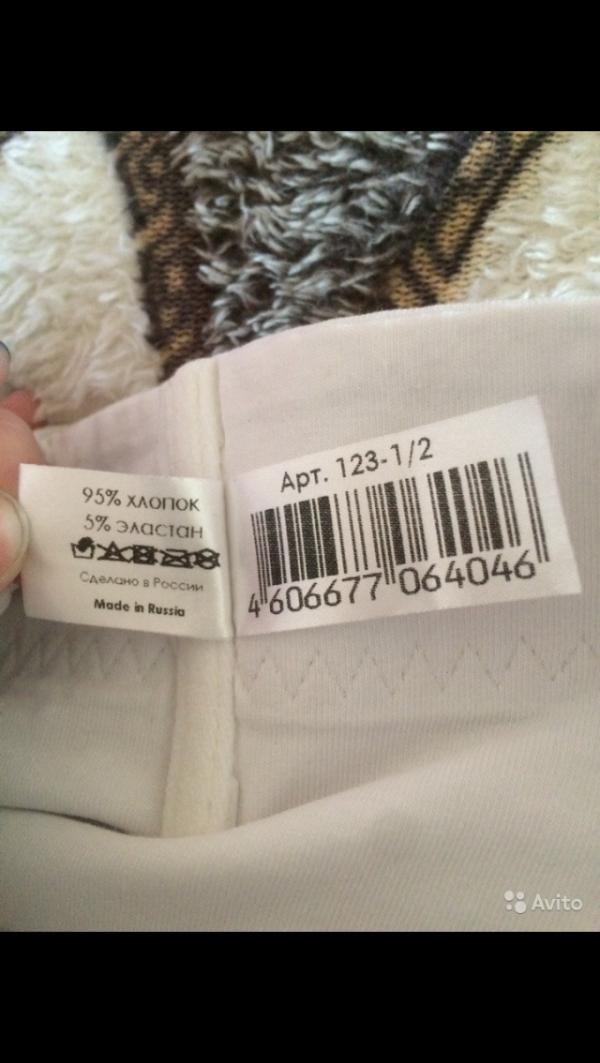 95% ХЛОПОК
5% ЭЛАСТАН
Сделано в России
Made in Russia
Арт. 123-1/2
4 606677 064046
Avito